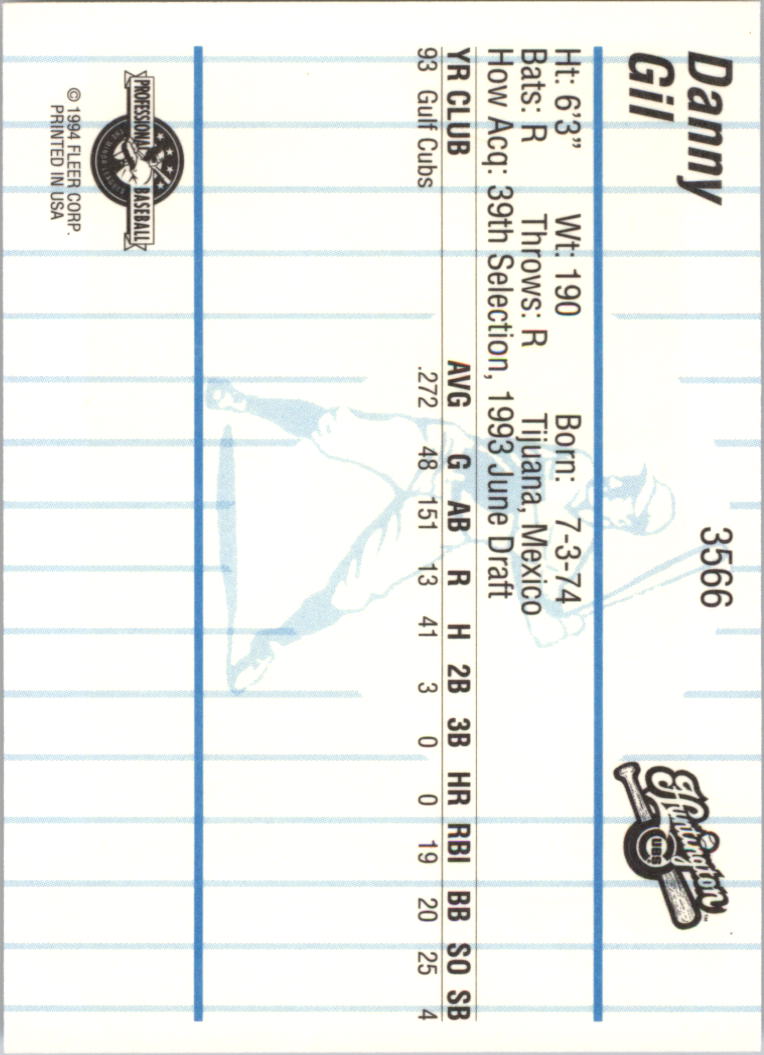 Danny
Gil
3566
Huntington
CUBS
Ht: 6'3" Wt: 190 Born: 7-3-74
Bats: R Throws: R Tijuana, Mexico
How Acq: 39th Selection, 1993 June Draft
YR CLUB AVG G AB R H 2B 3B HR RBI BB SO SB
93 Gulf Cubs .272 48 151 13 41 3 0 0 19 20 25 4
PROFESSIONAL BASEBALL
© 1994 FLEER CORP.
PRINTED IN USA